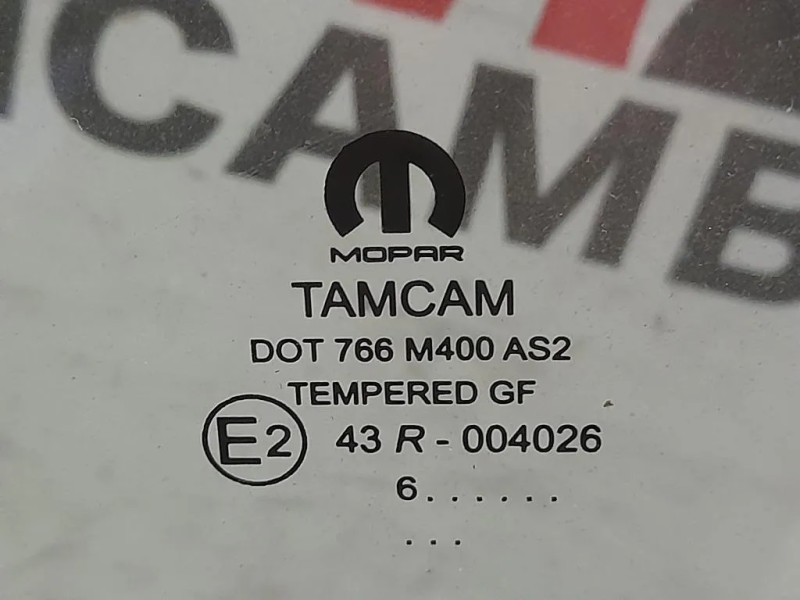 ICAMB
MOPAR
TAMCAM
DOT 766 M400 AS2
TEMPERED GF
E2 43 R - 004026
6 . . . . . .
. . .